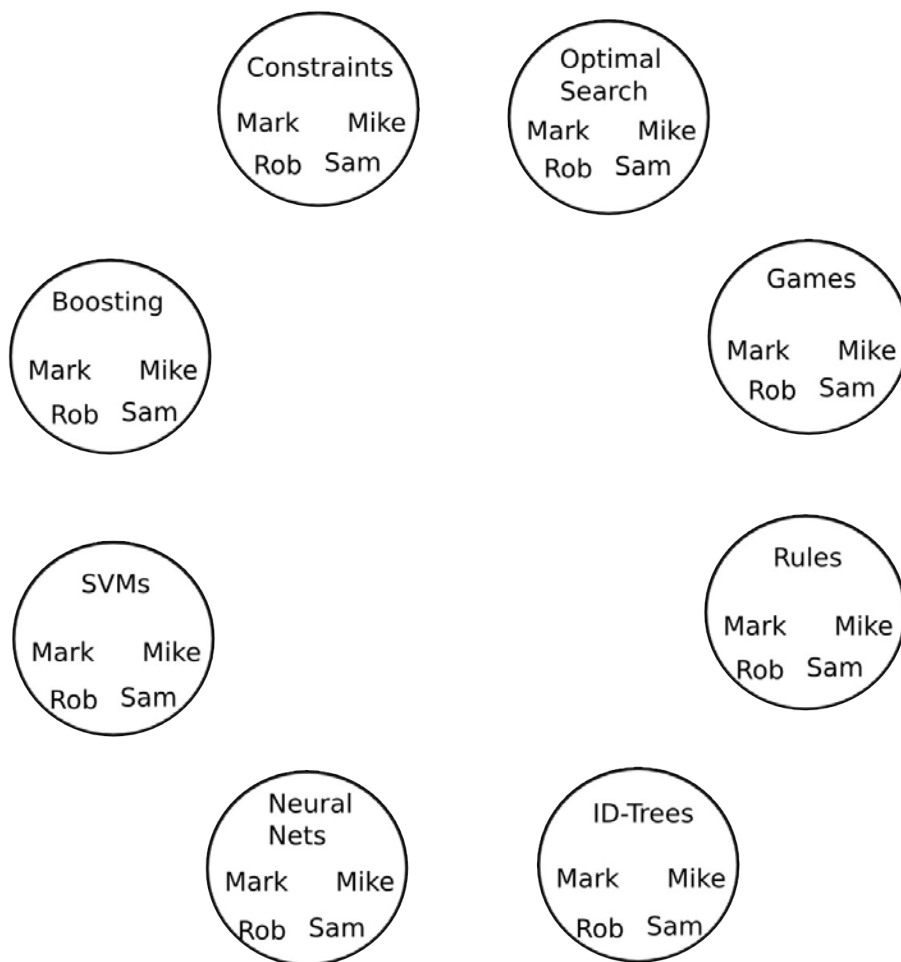 Constraints
Mark Mike
Rob Sam
Optimal
Search
Mark Mike
Rob Sam
Boosting
Mark Mike
Rob Sam
Games
Mark Mike
Rob Sam
SVMs
Mark Mike
Rob Sam
Rules
Mark Mike
Rob Sam
Neural
Nets
Mark Mike
Rob Sam
ID-Trees
Mark Mike
Rob Sam